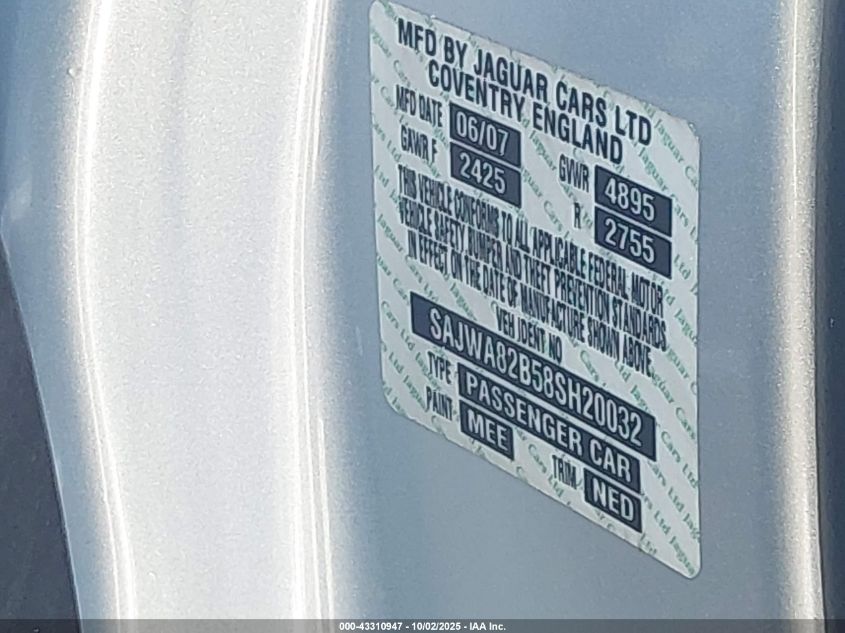 MFD BY JAGUAR CARS LTD
COVENTRY ENGLAND
MFD DATE 06/07 GVWR 4895
GAWR F 2425 R 2755
THIS VEHICLE CONFORMS TO ALL APPLICABLE FEDERAL MOTOR
VEHICLE SAFETY, BUMPER AND THEFT PREVENTION STANDARDS
IN EFFECT ON THE DATE OF MANUFACTURE SHOWN ABOVE.
VEH IDENT NO
SAJWA82B58SH20032
TYPE PASSENGER CAR
PAINT MEE TRIM NED
000-43310947 - 10/02/2025 - IAA Inc.